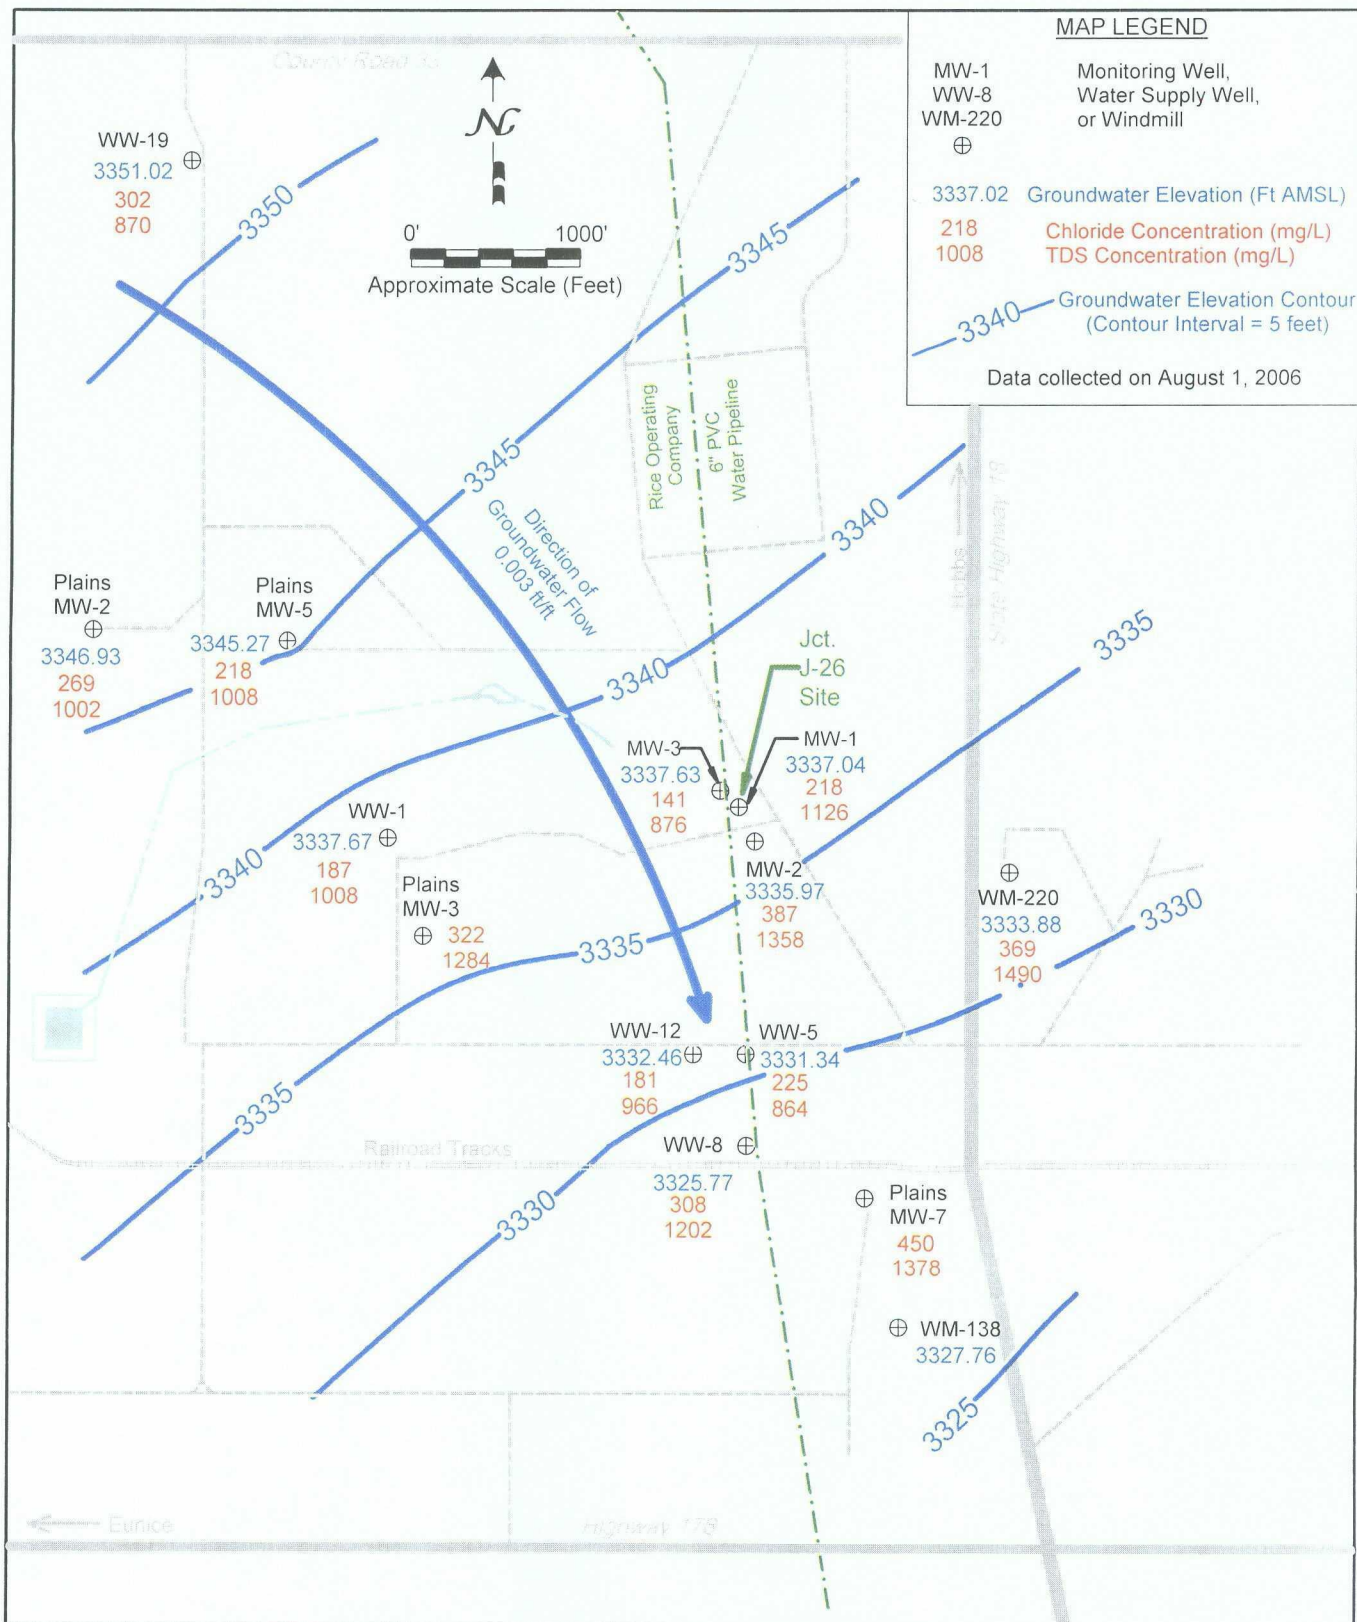 MAP LEGEND
MW-1
WW-8
WM-220
Monitoring Well,
Water Supply Well,
or Windmill
3337.02 Groundwater Elevation (Ft AMSL)
218 Chloride Concentration (mg/L)
1008 TDS Concentration (mg/L)
3340 Groundwater Elevation Contour
(Contour Interval = 5 feet)
Data collected on August 1, 2006
N
0' 1000'
Approximate Scale (Feet)
County Road
WW-19
3351.02
302
870
3350
3345
3345
Rice Operating
Company
6" PVC
Water Pipeline
Direction of
Groundwater Flow
0.003 ft/ft
3340
Hobbs
State Highway 18
Plains
MW-2
3346.93
269
1002
Plains
MW-5
3345.27
218
1008
3340
Jct.
J-26
Site
3335
MW-3
3337.63
141
876
MW-1
3337.04
218
1126
WW-1
3337.67
187
1008
3340
Plains
MW-3
322
1284
MW-2
3335.97
387
1358
WM-220
3333.88
369
1490
3330
3335
WW-12
3332.46
181
966
WW-5
3331.34
225
864
3335
Railroad Tracks
WW-8
3325.77
308
1202
3330
Plains
MW-7
450
1378
WM-138
3327.76
3325
Eunice
Highway 178